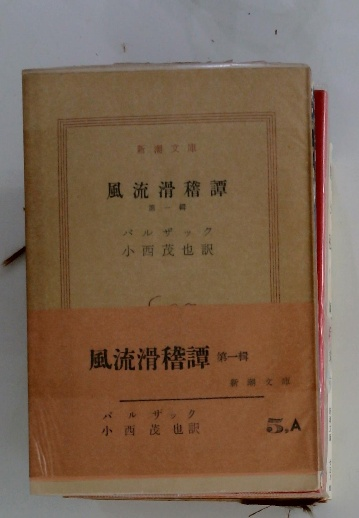 新潮文庫
風流滑稽譚
第一輯
バルザック
小西茂也訳
風流滑稽譚 第一輯
新潮文庫
バルザック
小西茂也訳
5.A